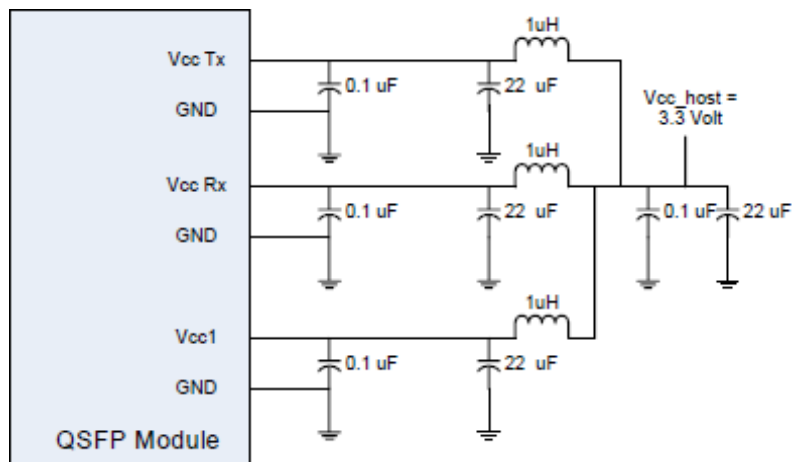 1uH
Vcc Tx
0.1 uF
22 uF
GND
Vcc_host =
3.3 Volt
1uH
Vcc Rx
0.1 uF
22 uF
0.1 uF
22 uF
GND
1uH
Vcc1
0.1 uF
22 uF
GND
QSFP Module